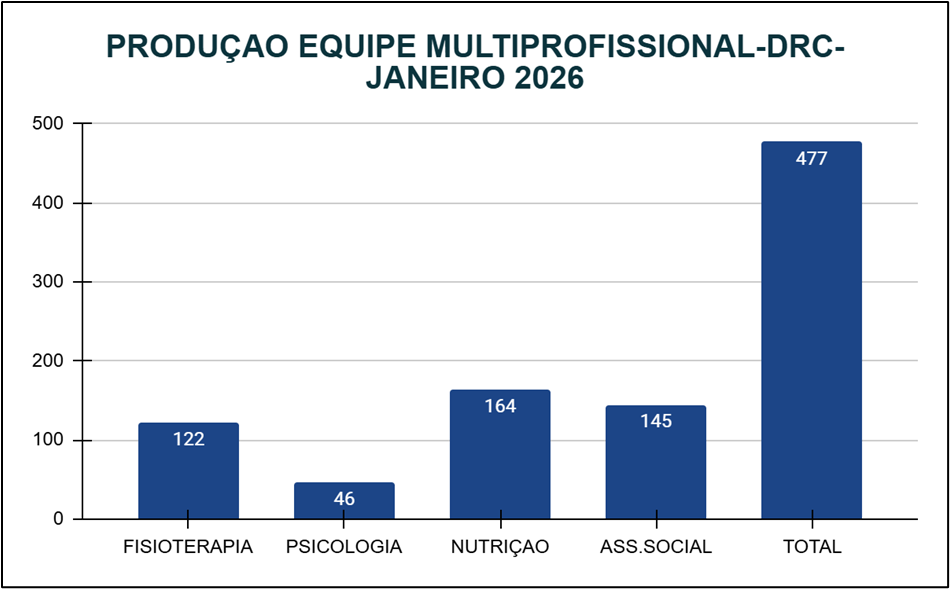 PRODUÇAO EQUIPE MULTIPROFISSIONAL-DRC-
JANEIRO 2026
500
400
300
200
100
0
122
46
164
145
477
FISIOTERAPIA
PSICOLOGIA
NUTRIÇAO
ASS.SOCIAL
TOTAL